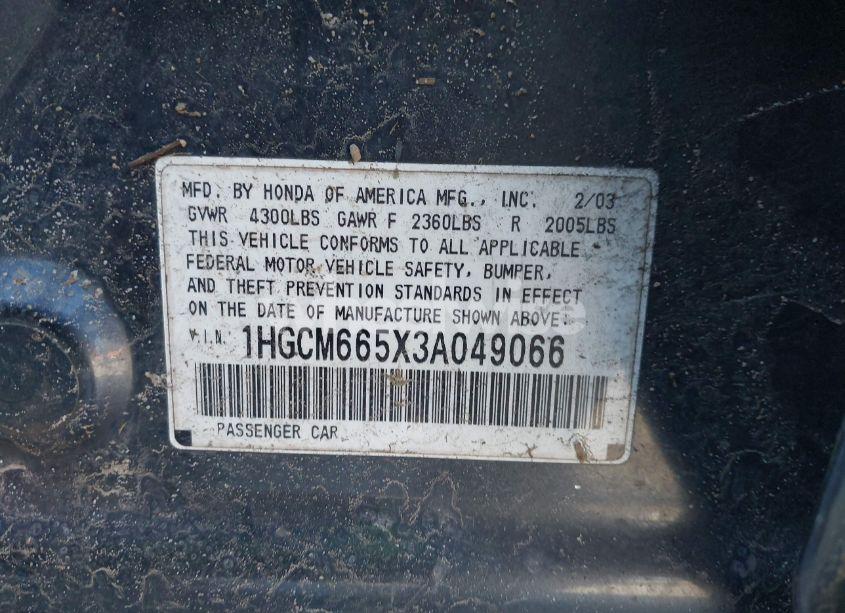 MFD. BY HONDA OF AMERICA MFG., INC. 2/03
GVWR 4300LBS GAWR F 2360LBS R 2005LBS
THIS VEHICLE CONFORMS TO ALL APPLICABLE
FEDERAL MOTOR VEHICLE SAFETY, BUMPER,
AND THEFT PREVENTION STANDARDS IN EFFECT
ON THE DATE OF MANUFACTURE SHOWN ABOVE.
V.I.N. 1HGCM665X3A049066
PASSENGER CAR